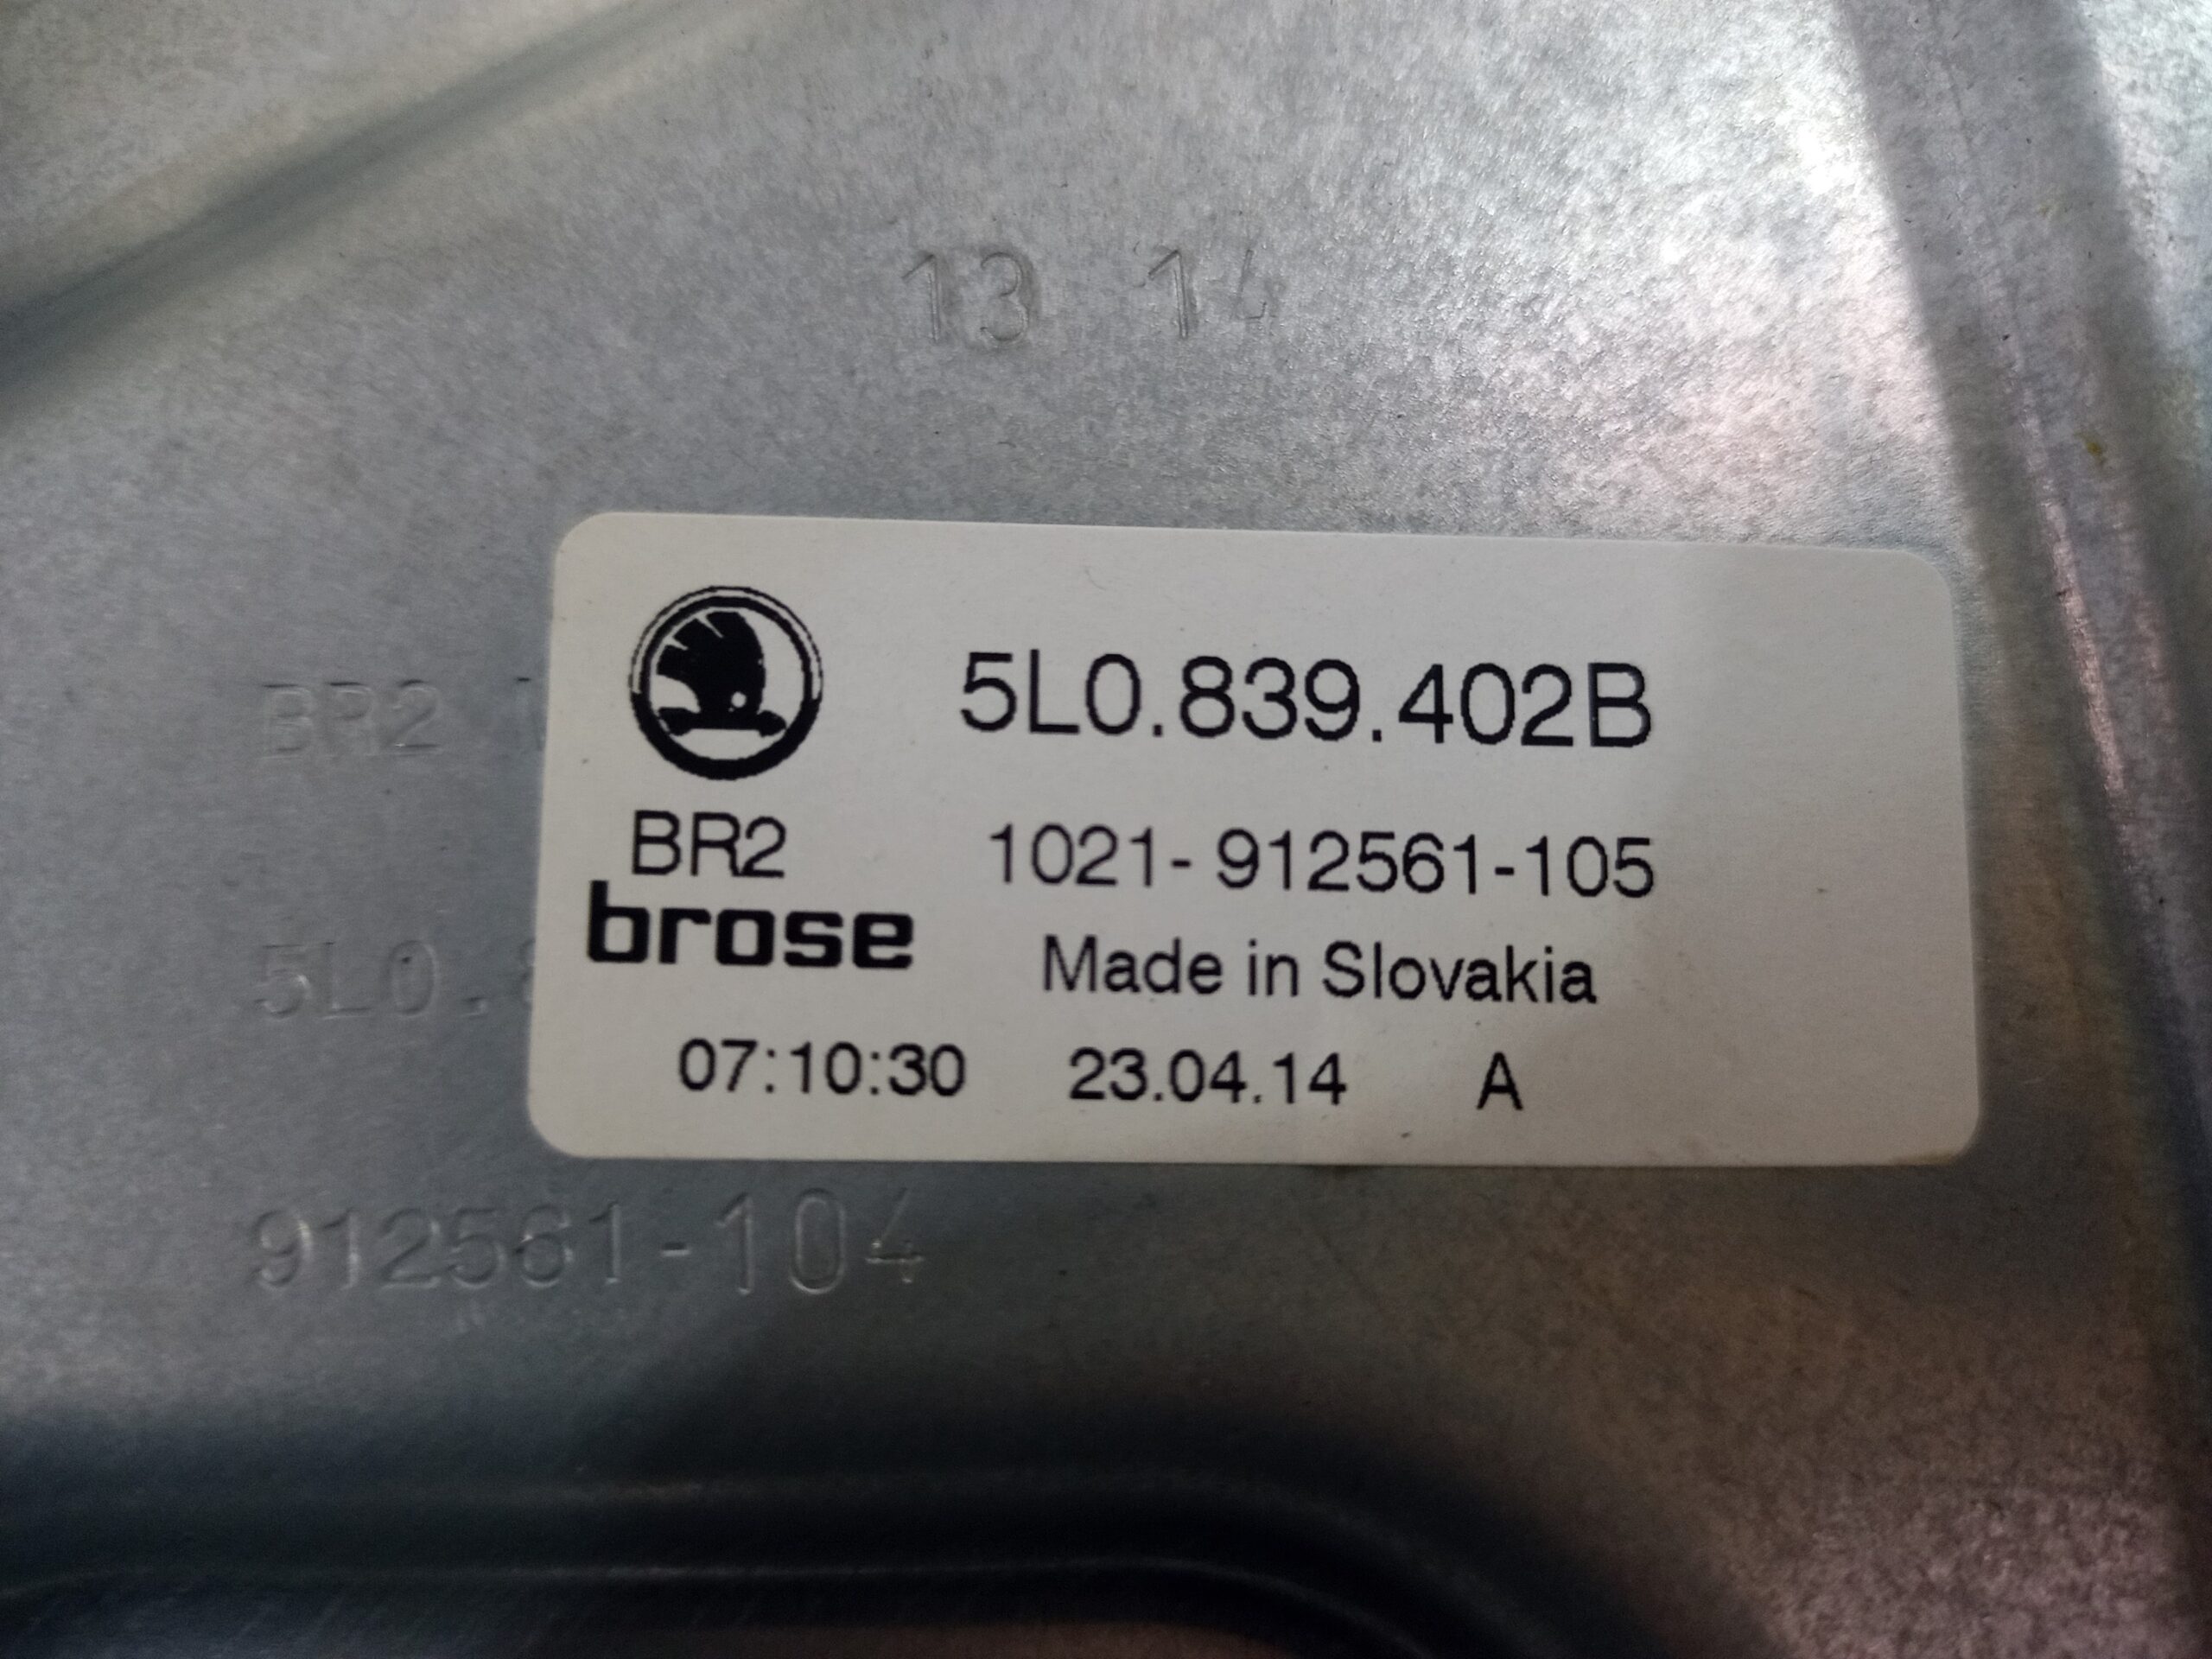 13 14
BR2
5L0.839.402B
BR2
1021-912561-105
brose
5L0.
Made in Slovakia
07:10:30 23.04.14 A
912561-104